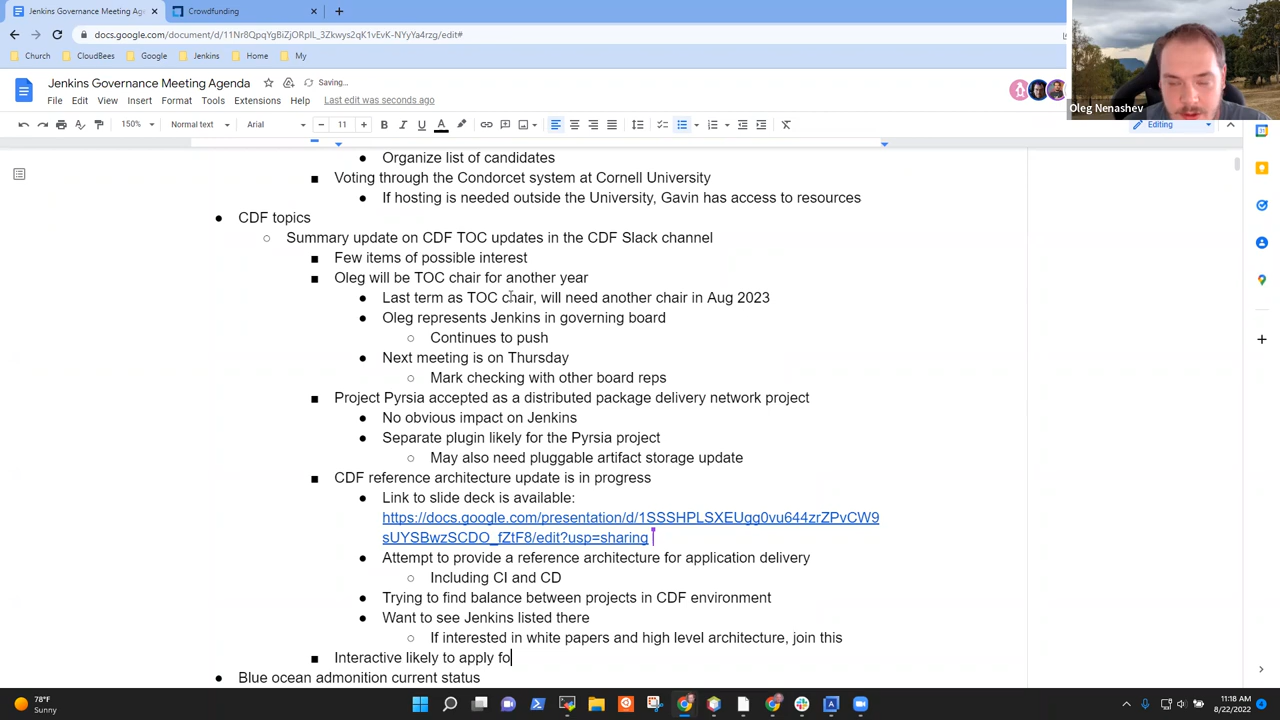 Jenkins Governance Meeting Agenda
Crowdfunding
docs.google.com/document/d/11Nr8QpqYgBiZjORpIL_3Zkwys2qK1vEvK-NYyYa4rzg/edit#
Church
CloudBees
Google
Jenkins
Home
My
Jenkins Governance Meeting Agenda
Saving...
File Edit View Insert Format Tools Extensions Help Last edit was seconds ago
Oleg Nenashev
150% Normal text Arial 11 Editing
Organize list of candidates
Voting through the Condorcet system at Cornell University
If hosting is needed outside the University, Gavin has access to resources
CDF topics
Summary update on CDF TOC updates in the CDF Slack channel
Few items of possible interest
Oleg will be TOC chair for another year
Last term as TOC chair, will need another chair in Aug 2023
Oleg represents Jenkins in governing board
Continues to push
Next meeting is on Thursday
Mark checking with other board reps
Project Pyrsia accepted as a distributed package delivery network project
No obvious impact on Jenkins
Separate plugin likely for the Pyrsia project
May also need pluggable artifact storage update
CDF reference architecture update is in progress
Link to slide deck is available:
https://docs.google.com/presentation/d/1SSSHPLSXEUgg0vu644zrZPvCW9
sUYSBwzSCDO_fZtF8/edit?usp=sharing
Attempt to provide a reference architecture for application delivery
Including CI and CD
Trying to find balance between projects in CDF environment
Want to see Jenkins listed there
If interested in white papers and high level architecture, join this
Interactive likely to apply fo
Blue ocean admonition current status
78°F
Sunny
11:18 AM
8/22/2022